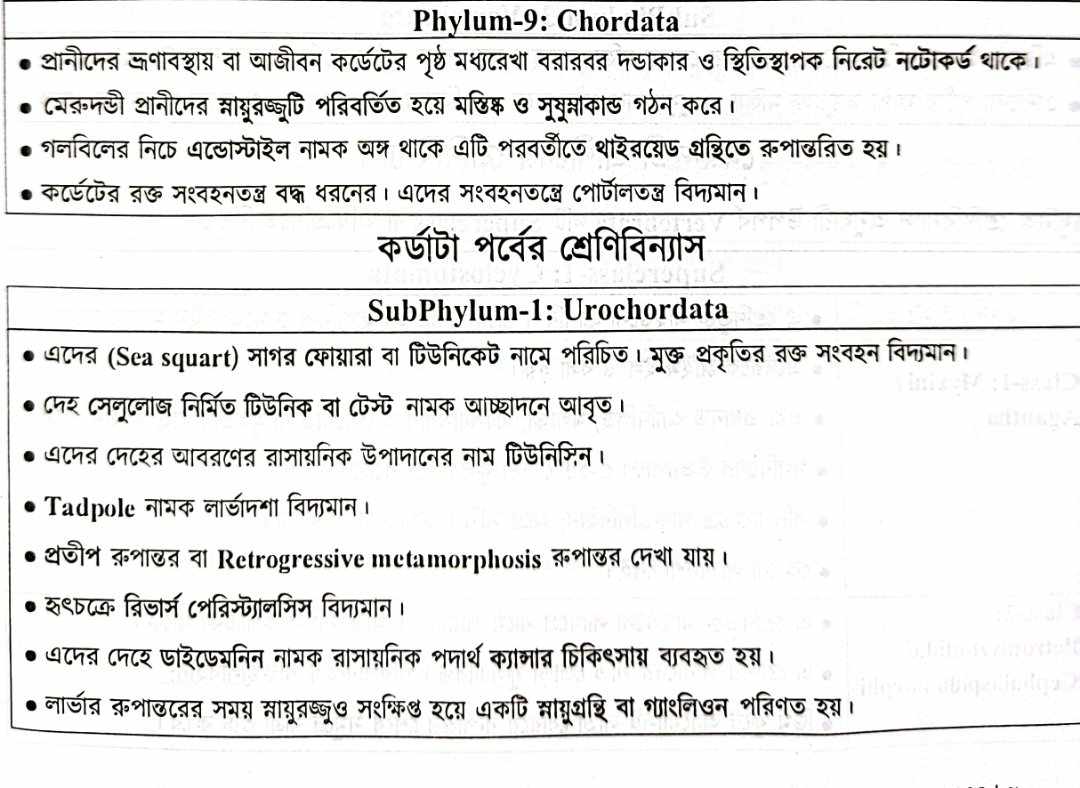 Phylum-9: Chordata
• প্রানীদের ভ্রূণাবস্থায় বা আজীবন কর্ডেটের পৃষ্ঠ মধ্যরেখা বরারবর দন্ডাকার ও স্থিতিস্থাপক নিরেট নটোকর্ড থাকে।
• মেরুদন্ডী প্রানীদের স্নায়ুরজ্জুটি পরিবর্তিত হয়ে মস্তিষ্ক ও সুষুম্নাকান্ড গঠন করে।
• গলবিলের নিচে এন্ডোস্টাইল নামক অঙ্গ থাকে এটি পরবর্তীতে থাইরয়েড গ্রন্থিতে রুপান্তরিত হয়।
• কর্ডেটের রক্ত সংবহনতন্ত্র বদ্ধ ধরনের। এদের সংবহনতন্ত্রে পোর্টালতন্ত্র বিদ্যমান।
কর্ডাটা পর্বের শ্রেণিবিন্যাস
SubPhylum-1: Urochordata
• এদের (Sea squart) সাগর ফোয়ারা বা টিউনিকেট নামে পরিচিত। মুক্ত প্রকৃতির রক্ত সংবহন বিদ্যমান।
• দেহ সেলুলোজ নির্মিত টিউনিক বা টেস্ট নামক আচ্ছাদনে আবৃত।
• এদের দেহের আবরণের রাসায়নিক উপাদানের নাম টিউনিসিন।
• Tadpole নামক লার্ভাদশা বিদ্যমান।
• প্রতীপ রুপান্তর বা Retrogressive metamorphosis রুপান্তর দেখা যায়।
• হৃৎচক্রে রিভার্স পেরিস্ট্যালসিস বিদ্যমান।
• এদের দেহে ডাইডেমনিন নামক রাসায়নিক পদার্থ ক্যান্সার চিকিৎসায় ব্যবহৃত হয়।
• লার্ভার রুপান্তরের সময় স্নায়ুরজ্জুও সংক্ষিপ্ত হয়ে একটি স্নায়ুগ্রন্থি বা গ্যাংলিওন পরিণত হয়।